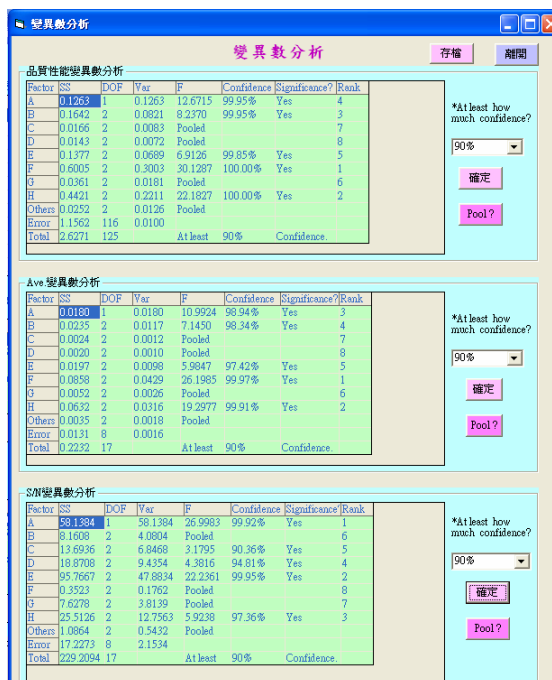 變異數分析
變異數分析 存檔 離開
品質性能變異數分析
Factor SS DOF Var F Confidence Significance? Rank
A 0.1263 1 0.1263 12.6715 99.95% Yes 4
B 0.1642 2 0.0821 8.2370 99.95% Yes 3
C 0.0166 2 0.0083 Pooled 7
D 0.0143 2 0.0072 Pooled 8
E 0.1377 2 0.0689 6.9126 99.85% Yes 5
F 0.6005 2 0.3003 30.1287 100.00% Yes 1
G 0.0361 2 0.0181 Pooled 6
H 0.4421 2 0.2211 22.1827 100.00% Yes 2
Others 0.0252 2 0.0126 Pooled
Error 1.1562 116 0.0100
Total 2.6271 125 At least 90% Confidence.
*At least how
much confidence?
90%
確定
Pool?
Ave.變異數分析
Factor SS DOF Var F Confidence Significance? Rank
A 0.0180 1 0.0180 10.9924 98.94% Yes 3
B 0.0235 2 0.0117 7.1450 98.34% Yes 4
C 0.0024 2 0.0012 Pooled 7
D 0.0020 2 0.0010 Pooled 8
E 0.0197 2 0.0098 5.9847 97.42% Yes 5
F 0.0858 2 0.0429 26.1985 99.97% Yes 1
G 0.0052 2 0.0026 Pooled 6
H 0.0632 2 0.0316 19.2977 99.91% Yes 2
Others 0.0035 2 0.0018 Pooled
Error 0.0131 8 0.0016
Total 0.2232 17 At least 90% Confidence.
*At least how
much confidence?
90%
確定
Pool?
S/N變異數分析
Factor SS DOF Var F Confidence Significance? Rank
A 58.1384 1 58.1384 26.9983 99.92% Yes 1
B 8.1608 2 4.0804 Pooled 6
C 13.6936 2 6.8468 3.1795 90.36% Yes 5
D 18.8708 2 9.4354 4.3816 94.81% Yes 4
E 95.7667 2 47.8834 22.2361 99.95% Yes 2
F 0.3523 2 0.1762 Pooled 8
G 7.6278 2 3.8139 Pooled 7
H 25.5126 2 12.7563 5.9238 97.36% Yes 3
Others 1.0864 2 0.5432 Pooled
Error 17.2273 8 2.1534
Total 229.2094 17 At least 90% Confidence.
*At least how
much confidence?
90%
確定
Pool?